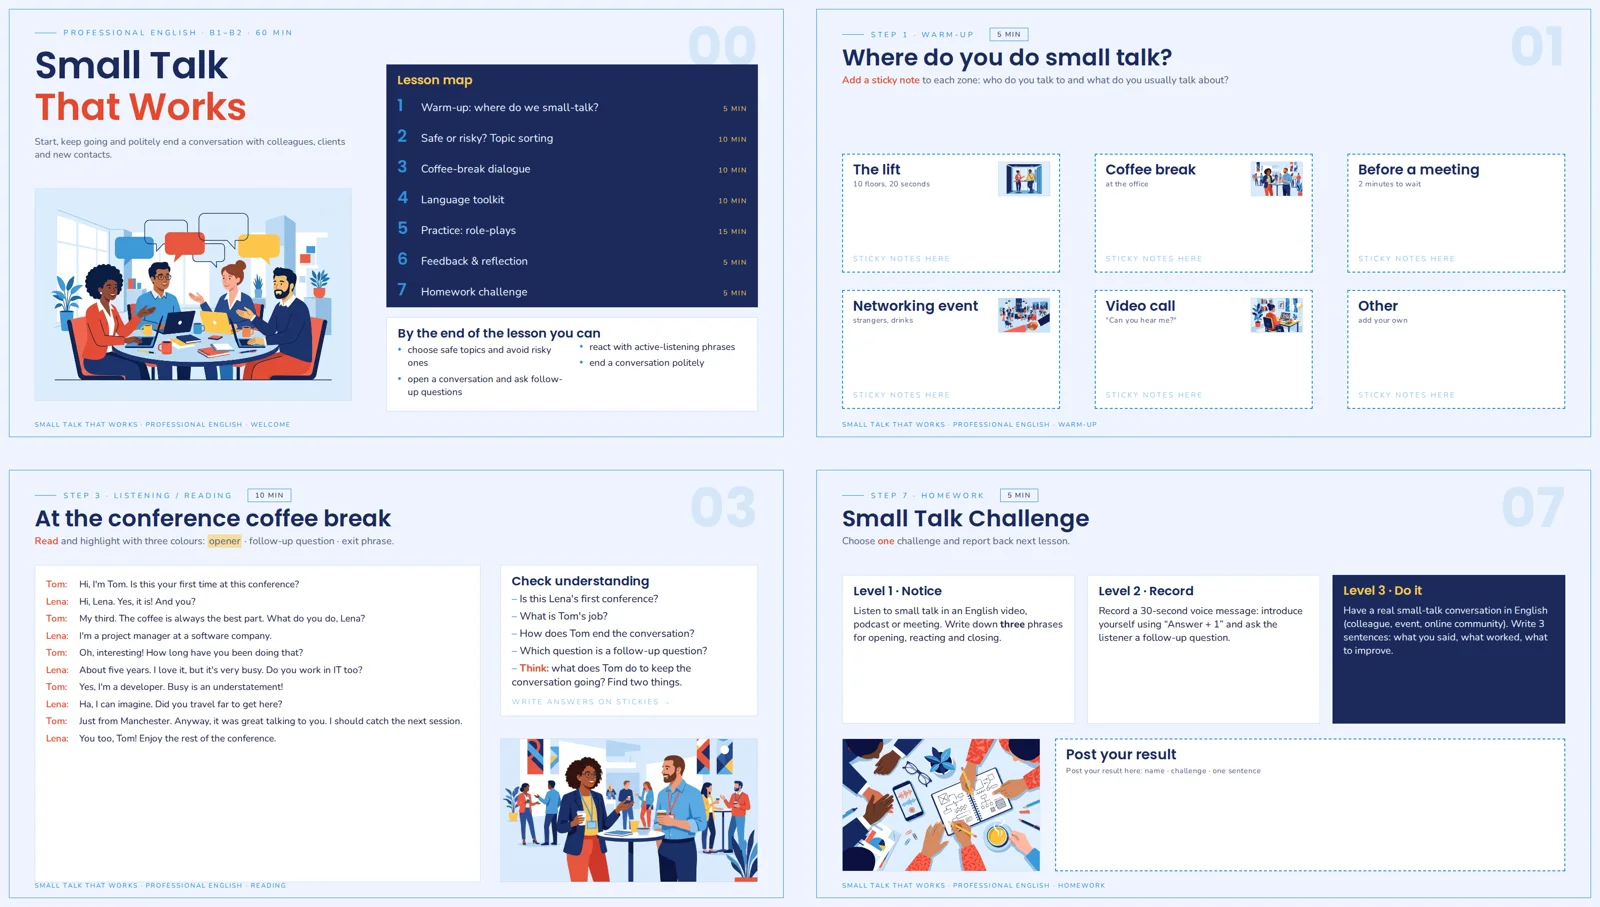 PROFESSIONAL ENGLISH · B1–B2 · 60 MIN
00
Small Talk
That Works
Start, keep going and politely end a conversation with colleagues, clients
and new contacts.
Lesson map
1 Warm-up: where do we small-talk? 5 MIN
2 Safe or risky? Topic sorting 10 MIN
3 Coffee-break dialogue 10 MIN
4 Language toolkit 10 MIN
5 Practice: role-plays 15 MIN
6 Feedback & reflection 5 MIN
7 Homework challenge 5 MIN
By the end of the lesson you can
• choose safe topics and avoid risky
ones
• open a conversation and ask follow-
up questions
• react with active-listening phrases
• end a conversation politely
SMALL TALK THAT WORKS · PROFESSIONAL ENGLISH · WELCOME
STEP 1 · WARM-UP 5 MIN
01
Where do you do small talk?
Add a sticky note to each zone: who do you talk to and what do you usually talk about?
The lift
10 floors, 20 seconds
STICKY NOTES HERE
Coffee break
at the office
STICKY NOTES HERE
Before a meeting
2 minutes to wait
STICKY NOTES HERE
Networking event
strangers, drinks
STICKY NOTES HERE
Video call
"Can you hear me?"
STICKY NOTES HERE
Other
add your own
STICKY NOTES HERE
SMALL TALK THAT WORKS · PROFESSIONAL ENGLISH · WARM-UP
STEP 3 · LISTENING / READING 10 MIN
03
At the conference coffee break
Read and highlight with three colours: opener · follow-up question · exit phrase.
Tom: Hi, I'm Tom. Is this your first time at this conference?
Lena: Hi, Lena. Yes, it is! And you?
Tom: My third. The coffee is always the best part. What do you do, Lena?
Lena: I'm a project manager at a software company.
Tom: Oh, interesting! How long have you been doing that?
Lena: About five years. I love it, but it's very busy. Do you work in IT too?
Tom: Yes, I'm a developer. Busy is an understatement!
Lena: Ha, I can imagine. Did you travel far to get here?
Tom: Just from Manchester. Anyway, it was great talking to you. I should catch the next session.
Lena: You too, Tom! Enjoy the rest of the conference.
Check understanding
– Is this Lena's first conference?
– What is Tom's job?
– How does Tom end the conversation?
– Which question is a follow-up question?
– Think: what does Tom do to keep the
conversation going? Find two things.
WRITE ANSWERS ON STICKIES
SMALL TALK THAT WORKS · PROFESSIONAL ENGLISH · READING
STEP 7 · HOMEWORK 5 MIN
07
Small Talk Challenge
Choose one challenge and report back next lesson.
Level 1 · Notice
Listen to small talk in an English video,
podcast or meeting. Write down three phrases
for opening, reacting and closing.
Level 2 · Record
Record a 30-second voice message: introduce
yourself using "Answer + 1" and ask the
listener a follow-up question.
Level 3 · Do it
Have a real small-talk conversation in English
(colleague, event, online community). Write 3
sentences: what you said, what worked, what
to improve.
Post your result
Post your result here: name · challenge · one sentence
SMALL TALK THAT WORKS · PROFESSIONAL ENGLISH · HOMEWORK